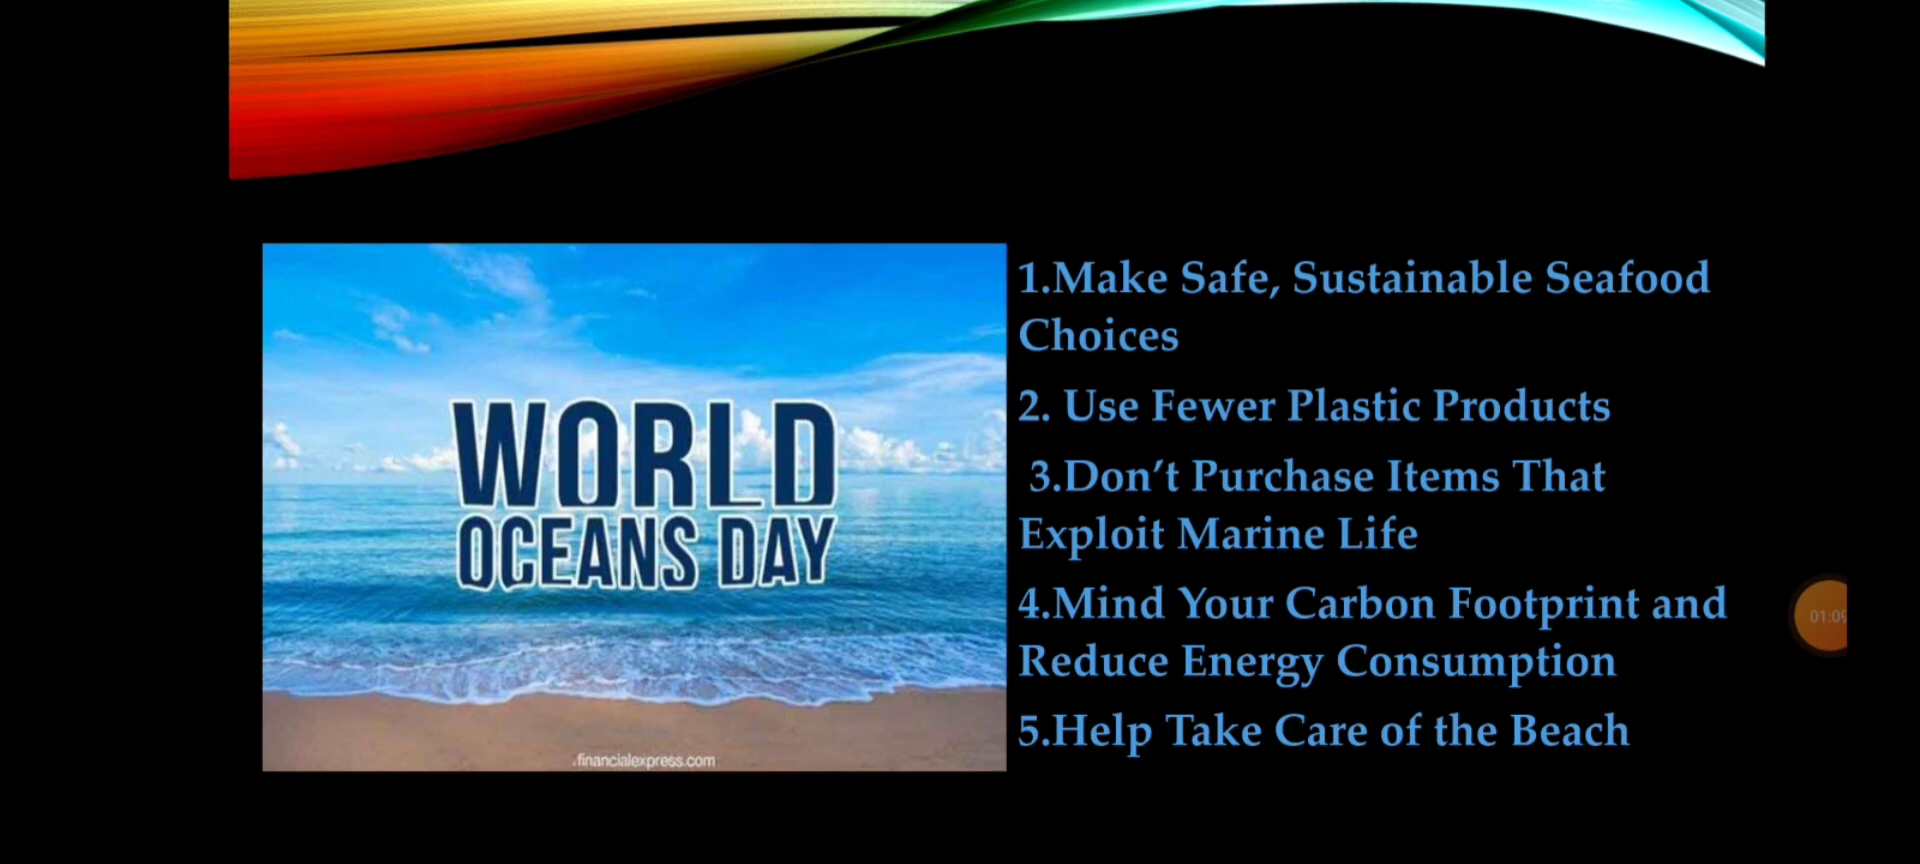 WORLD
OCEANS DAY
.financialexpress.com
1.Make Safe, Sustainable Seafood
Choices
2. Use Fewer Plastic Products
3.Don’t Purchase Items That
Exploit Marine Life
4.Mind Your Carbon Footprint and
Reduce Energy Consumption
5.Help Take Care of the Beach